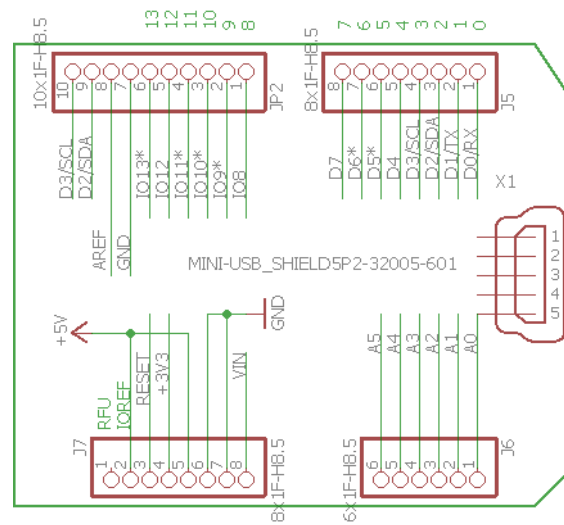 13
12
11
10
9
8
7
6
5
4
3
2
1
0
10x1F-H8.5
10
9
8
7
6
5
4
3
2
1
JP2
8x1F-H8.5
8
7
6
5
4
3
2
1
J5
D3/SCL
D2/SDA
AREF
GND
IO13*
IO12
IO11*
IO10*
IO9*
IO8
D7
D6*
D5*
D4
D3/SCL
D2/SDA
D1/TX
D0/RX
X1
1
2
3
4
5
MINI-USB_SHIELD5P2-32005-601
+5V
GND
RFU
IOREF
RESET
+3V3
VIN
A5
A4
A3
A2
A1
A0
J7
1
2
3
4
5
6
7
8
8x1F-H8.5
6x1F-H8.5
6
5
4
3
2
1
J6